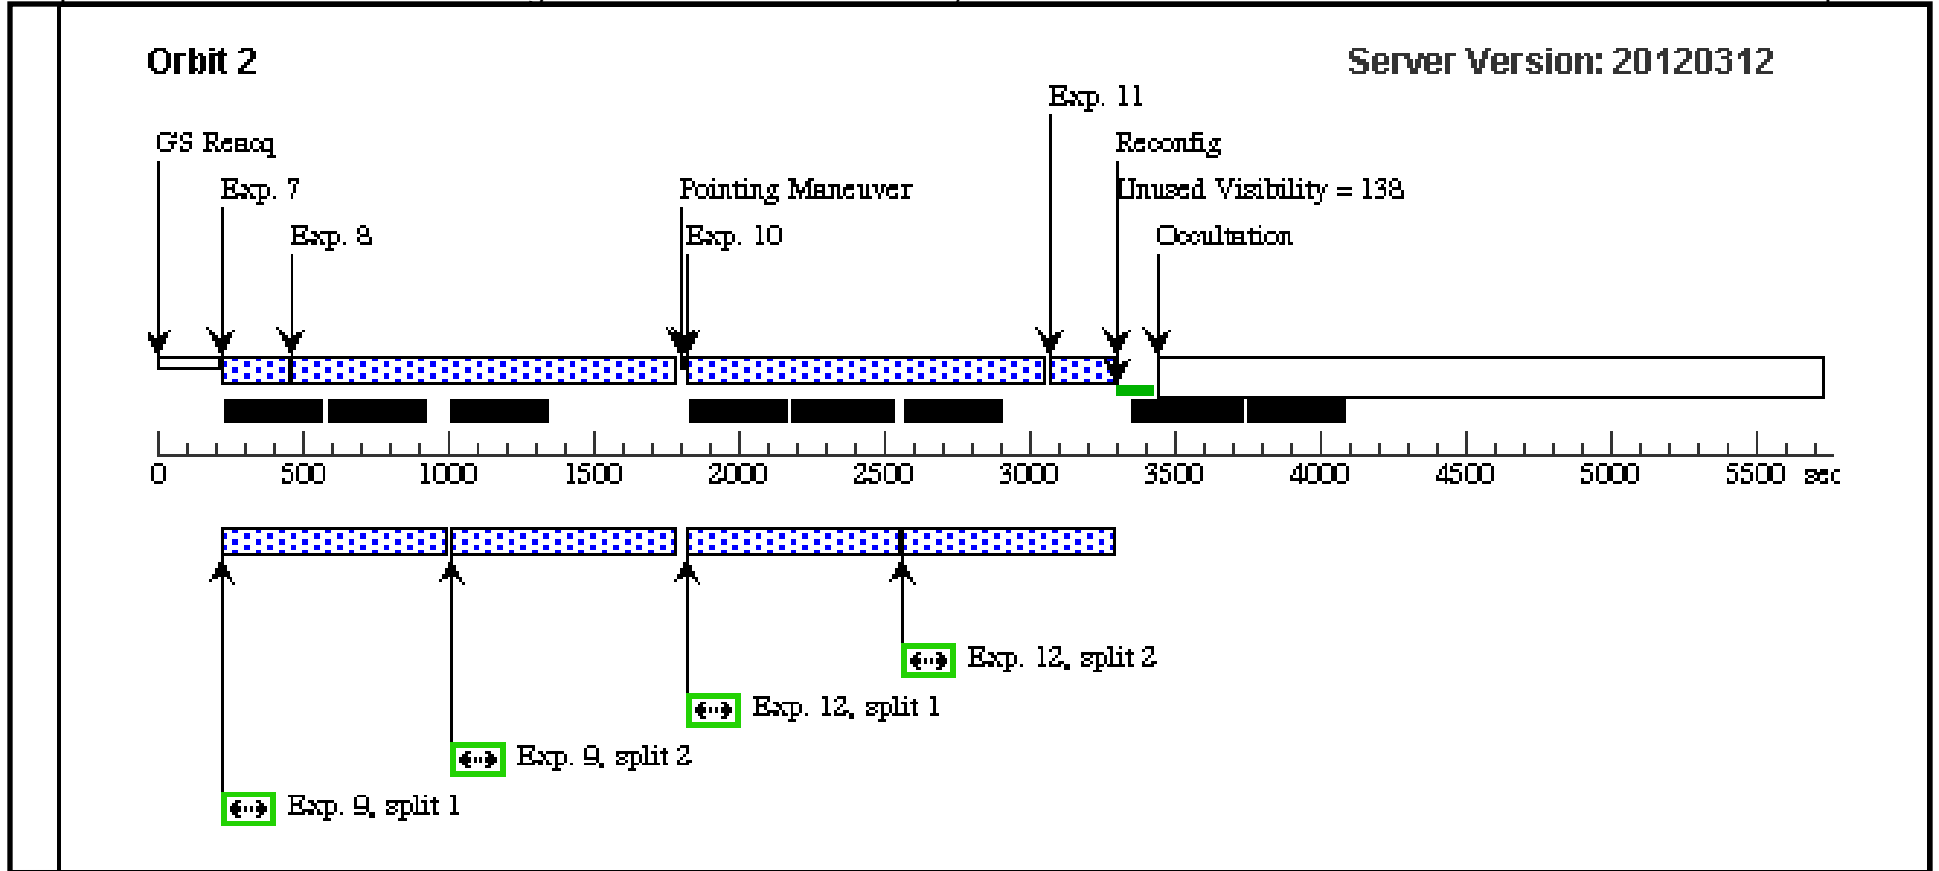 Orbit 2
Server Version: 20120312
Exp. 11
GS Reacq
Reconfig
Exp. 7
Pointing Maneuver
Unused Visibility = 138
Exp. 8
Exp. 10
Occultation
0 500 1000 1500 2000 2500 3000 3500 4000 4500 5000 5500 sec
Exp. 12, split 2
Exp. 12, split 1
Exp. 9, split 2
Exp. 9, split 1